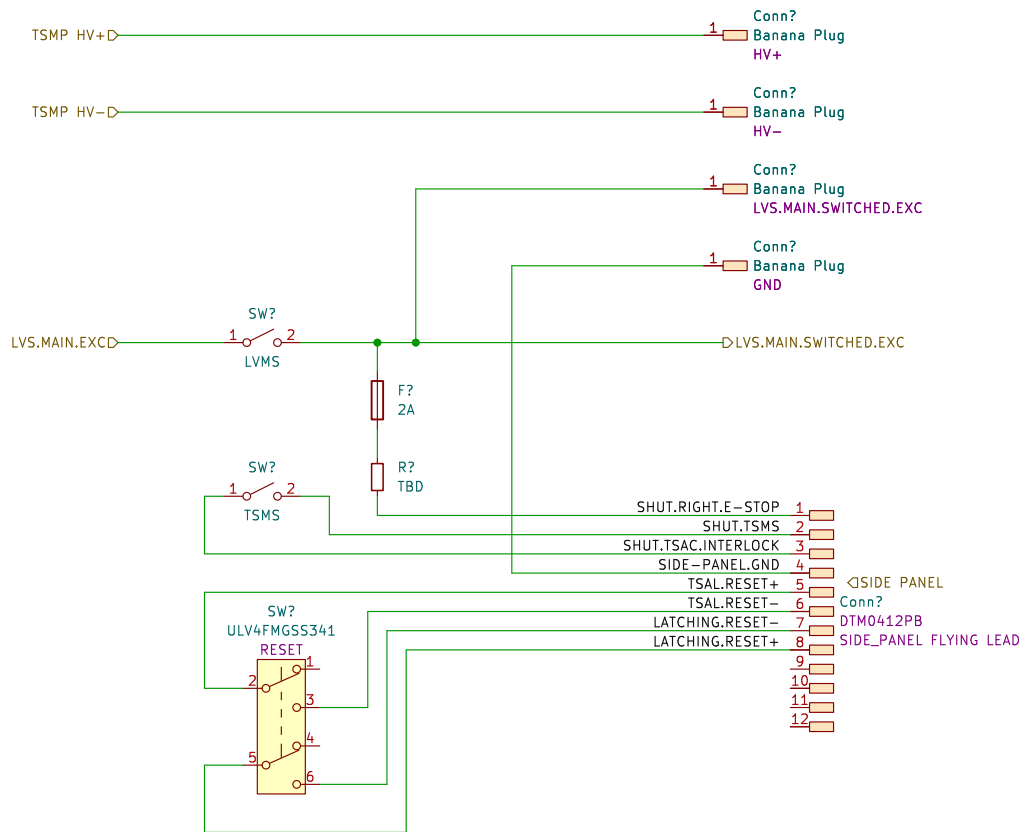 Conn?
TSMP HV+
1
Banana Plug
HV+
Conn?
TSMP HV-
1
Banana Plug
HV-
Conn?
1
Banana Plug
LVS.MAIN.SWITCHED.EXC
Conn?
1
Banana Plug
GND
SW?
LVS.MAIN.EXC
1
2
LVS.MAIN.SWITCHED.EXC
LVMS
F?
2A
SW?
R?
1
2
TBD
TSMS
SHUT.RIGHT.E-STOP
1
SHUT.TSMS
2
SHUT.TSAC.INTERLOCK
3
SIDE-PANEL.GND
4
TSAL.RESET+
5
SIDE PANEL
TSAL.RESET-
6
Conn?
LATCHING.RESET-
7
DTM0412PB
LATCHING.RESET+
8
SIDE_PANEL FLYING LEAD
9
10
11
12
SW?
ULV4FMGSS341
RESET
1
2
3
4
5
6